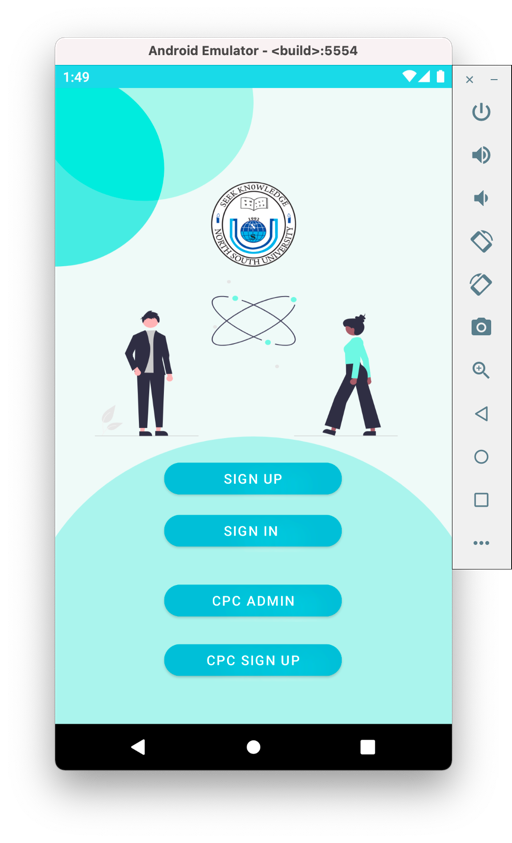 Android Emulator - <build>:5554
1:49
SEEK KNOWLEDGE
1992
NORTH SOUTH UNIVERSITY
SIGN UP
SIGN IN
CPC ADMIN
CPC SIGN UP